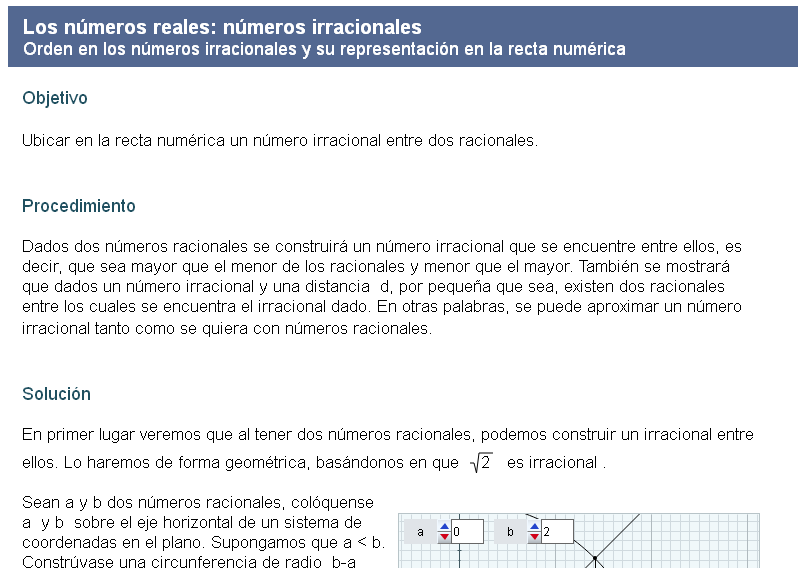 Los números reales: números irracionales
Orden en los números irracionales y su representación en la recta numérica
Objetivo
Ubicar en la recta numérica un número irracional entre dos racionales.
Procedimiento
Dados dos números racionales se construirá un número irracional que se encuentre entre ellos, es
decir, que sea mayor que el menor de los racionales y menor que el mayor. También se mostrará
que dados un número irracional y una distancia d, por pequeña que sea, existen dos racionales
entre los cuales se encuentra el irracional dado. En otras palabras, se puede aproximar un número
irracional tanto como se quiera con números racionales.
Solución
En primer lugar veremos que al tener dos números racionales, podemos construir un irracional entre
ellos. Lo haremos de forma geométrica, basándonos en que √2 es irracional .
Sean a y b dos números racionales, colóquense
a y b sobre el eje horizontal de un sistema de
coordenadas en el plano. Supongamos que a < b.
Constrúyase una circunferencia de radio b-a
a 0 b 2